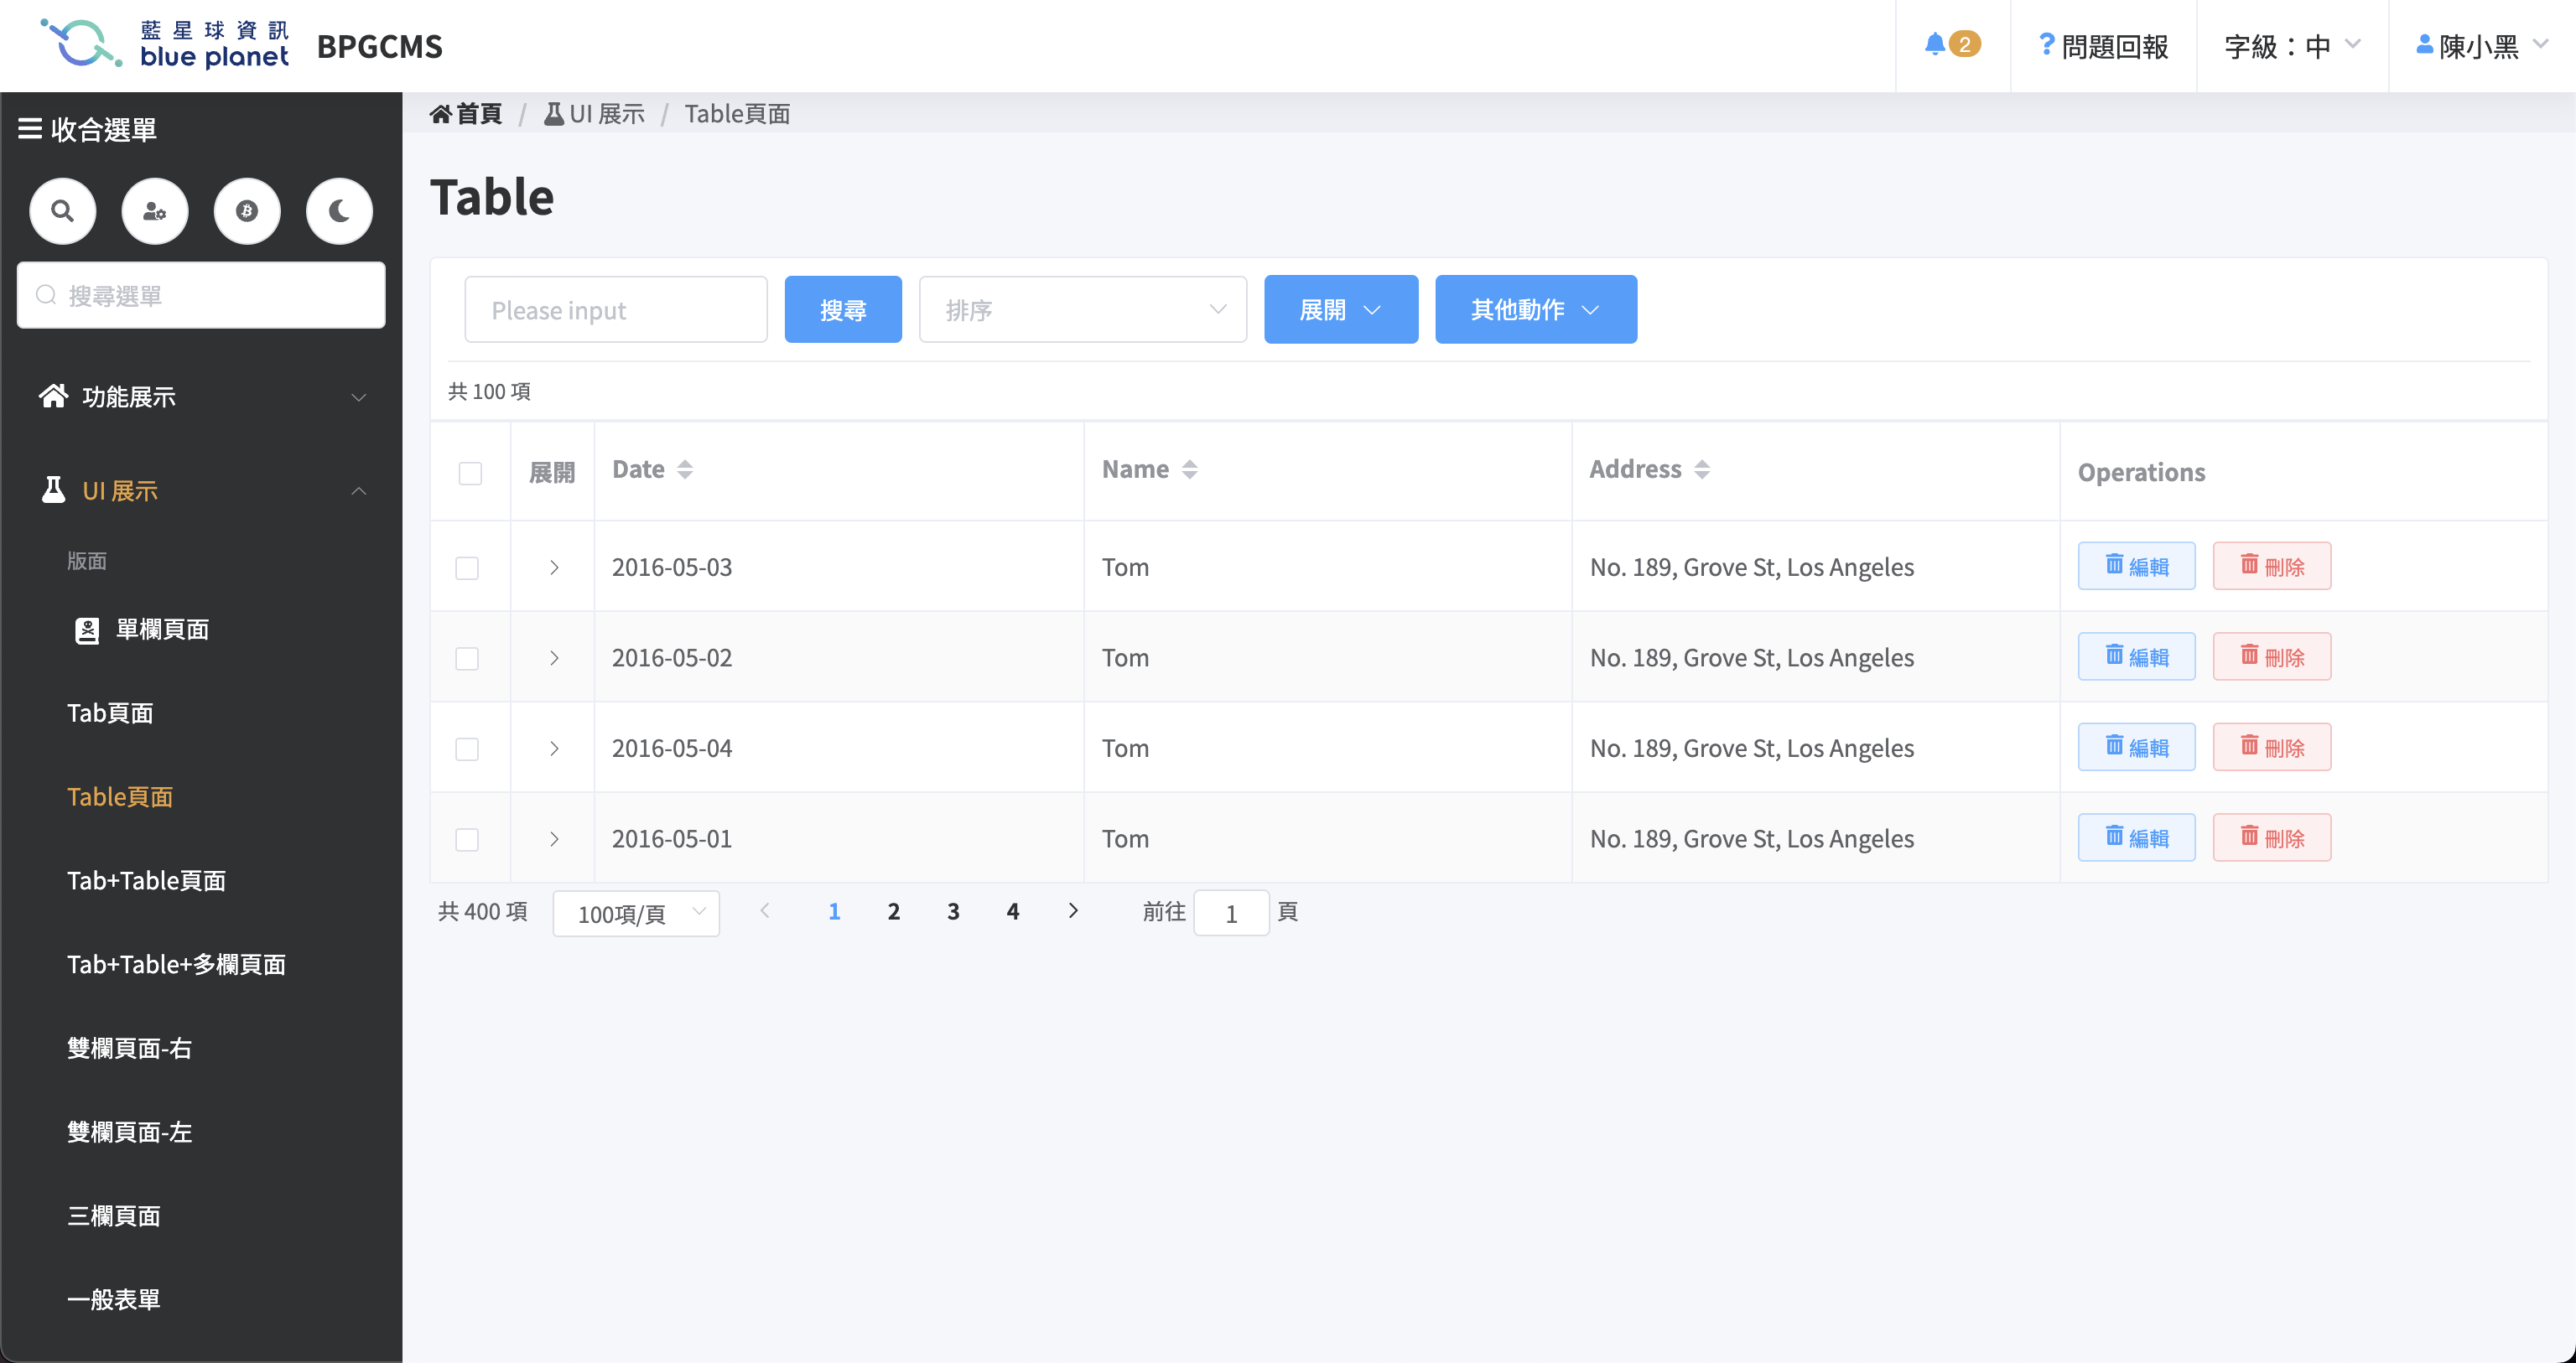 藍星球資訊
blue planet
BPGCMS
2
問題回報
字級：中
陳小黑
收合選單
搜尋選單
功能展示
UI 展示
版面
單欄頁面
Tab頁面
Table頁面
Tab+Table頁面
Tab+Table+多欄頁面
雙欄頁面-右
雙欄頁面-左
三欄頁面
一般表單
首頁 / UI 展示 / Table頁面
Table
Please input 搜尋 排序 展開 其他動作
共 100 項
展開 Date Name Address Operations
2016-05-03 Tom No. 189, Grove St, Los Angeles 編輯 刪除
2016-05-02 Tom No. 189, Grove St, Los Angeles 編輯 刪除
2016-05-04 Tom No. 189, Grove St, Los Angeles 編輯 刪除
2016-05-01 Tom No. 189, Grove St, Los Angeles 編輯 刪除
共 400 項 100項/頁 1 2 3 4 前往 1 頁